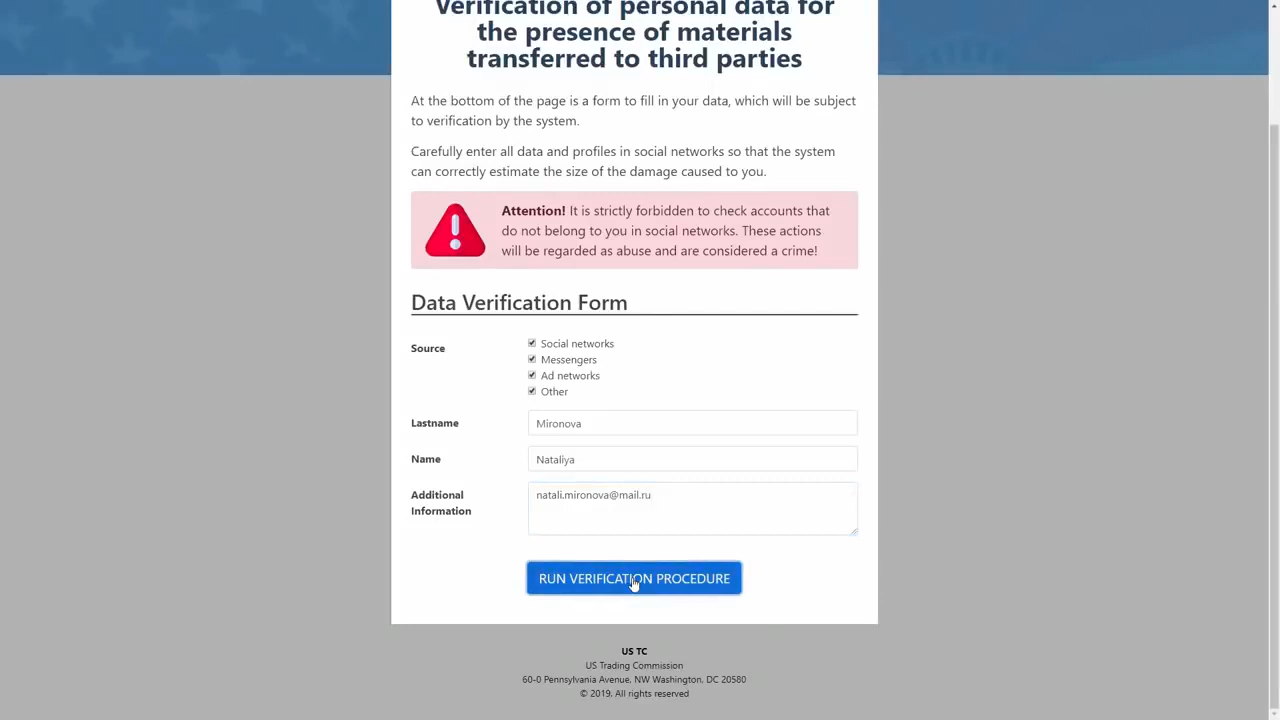 Verification of personal data for
the presence of materials
transferred to third parties
At the bottom of the page is a form to fill in your data, which will be subject
to verification by the system.
Carefully enter all data and profiles in social networks so that the system
can correctly estimate the size of the damage caused to you.
Attention! It is strictly forbidden to check accounts that
do not belong to you in social networks. These actions
will be regarded as abuse and are considered a crime!
Data Verification Form
Source
Social networks
Messengers
Ad networks
Other
Lastname
Mironova
Name
Nataliya
Additional
Information
natali.mironova@mail.ru
RUN VERIFICATION PROCEDURE
US TC
US Trading Commission
60-0 Pennsylvania Avenue, NW Washington, DC 20580
© 2019. All rights reserved